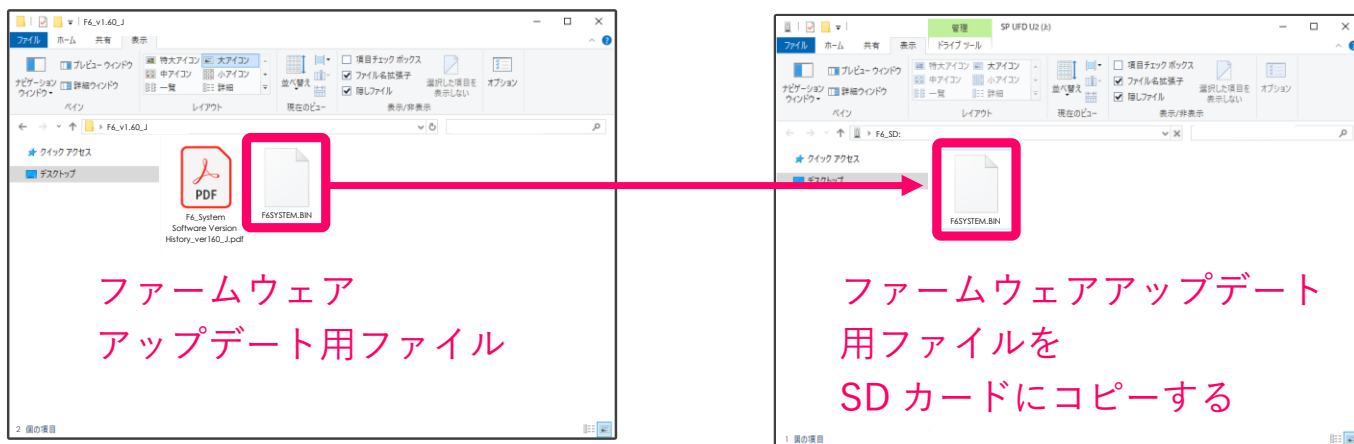 F6_v1.60_J
ファイル ホーム 共有 表示
ナビゲーション ウィンドウ
プレビュー ウィンドウ
詳細ウィンドウ
特大アイコン 大アイコン
中アイコン 小アイコン
一覧 詳細
並べ替え
項目チェック ボックス
ファイル名拡張子
隠しファイル
選択した項目を
表示しない
オプション
ペイン レイアウト 現在のビュー 表示/非表示
F6_v1.60_J
クイック アクセス
デスクトップ
PDF
F6_System
Software Version
History_ver160_J.pdf
F6SYSTEM.BIN
ファームウェア
アップデート用ファイル
2 個の項目
管理 SP UFD U2 (J:)
ファイル ホーム 共有 表示 ドライブ ツール
ナビゲーション
ウィンドウ
プレビュー ウィンドウ
詳細ウィンドウ
特大アイコン 大アイコン
中アイコン 小アイコン
一覧 詳細
並べ替え
項目チェック ボックス
ファイル名拡張子
隠しファイル
選択した項目を
表示しない
オプション
ペイン レイアウト 現在のビュー 表示/非表示
F6_SD:
クイック アクセス
デスクトップ
F6SYSTEM.BIN
ファームウェアアップデート
用ファイルを
SD カードにコピーする
1 個の項目